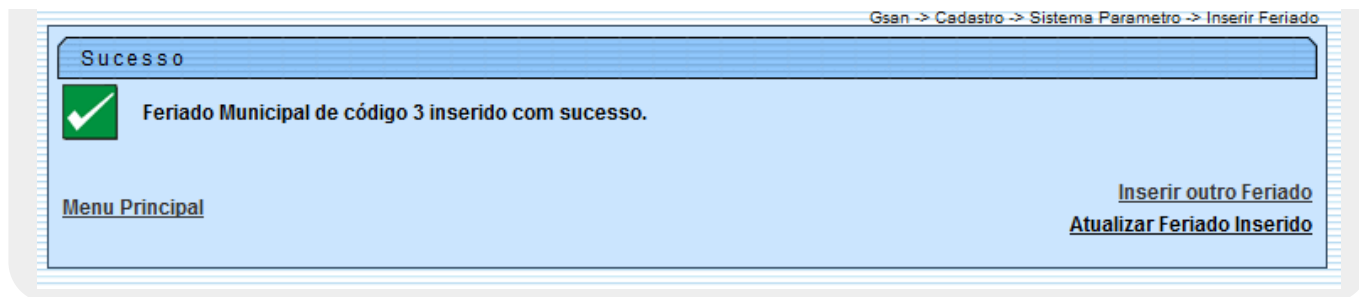 Gsan -> Cadastro -> Sistema Parametro -> Inserir Feriado
Sucesso
Feriado Municipal de código 3 inserido com sucesso.
Inserir outro Feriado
Menu Principal
Atualizar Feriado Inserido